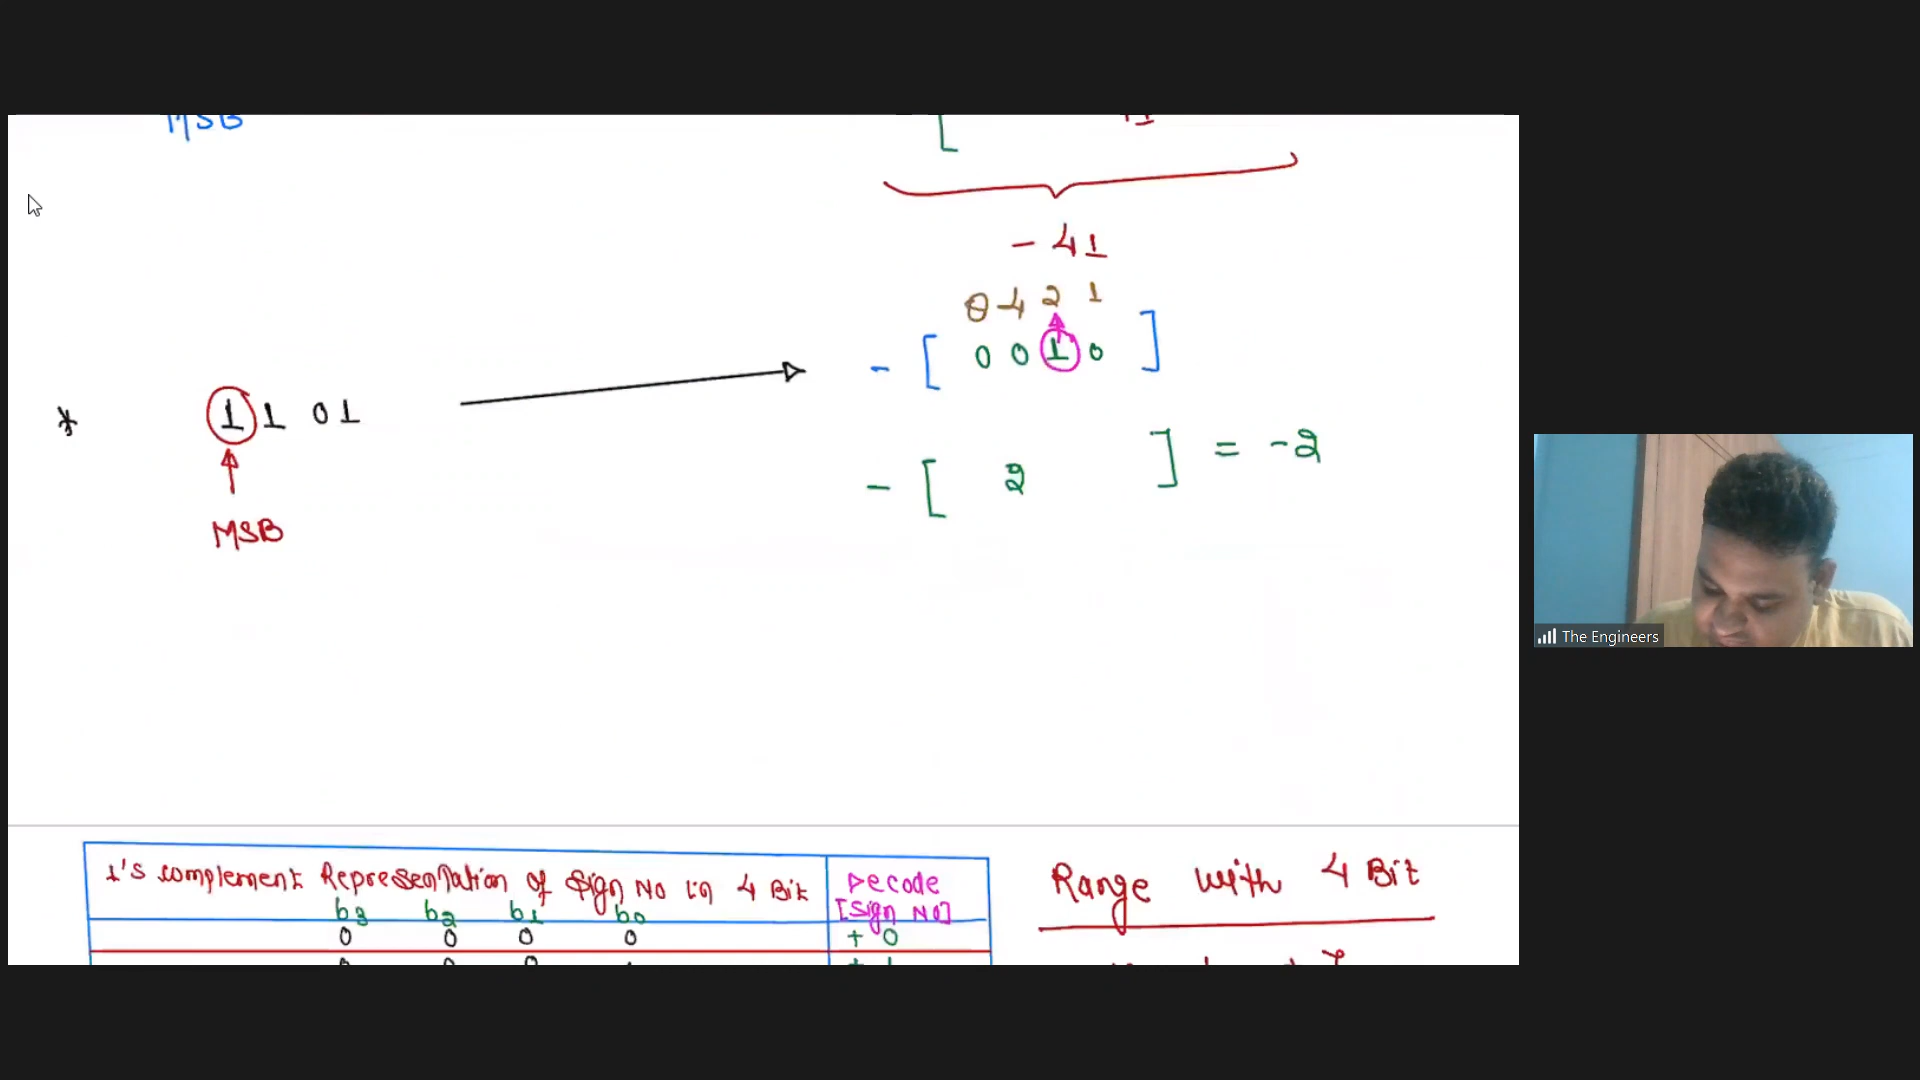 MSB
- 41
8 4 2 1
- [ 0 0 1 0 ]
* 1 1 0 1
- [ 2 ] = -2
MSB
The Engineers
1's complement Representation of Sign No in 4 Bit
Decode
[Sign No]
b3 b2 b1 b0
0 0 0 0 + 0
Range with 4 Bit